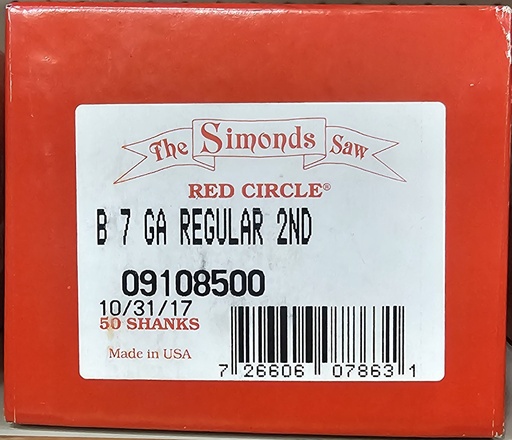 The Simonds Saw
RED CIRCLE®
B 7 GA REGULAR 2ND
09108500
10/31/17
50 SHANKS
Made in USA
7 26606 07863 1